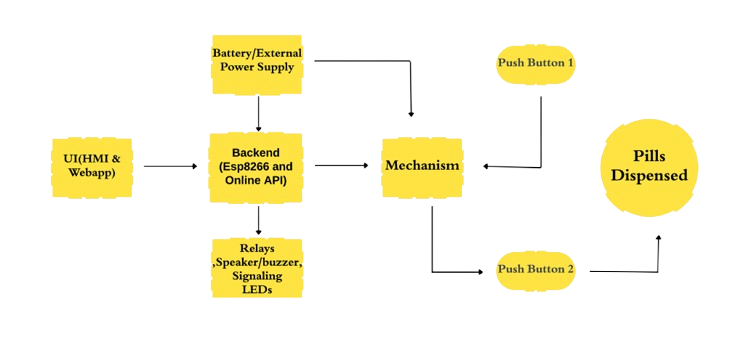 Battery/External
Power Supply
Push Button 1
UI(HMI &
Webapp)
Backend
(Esp8266 and
Online API)
Mechanism
Pills
Dispensed
Relays
,Speaker/buzzer,
Signaling
LEDs
Push Button 2